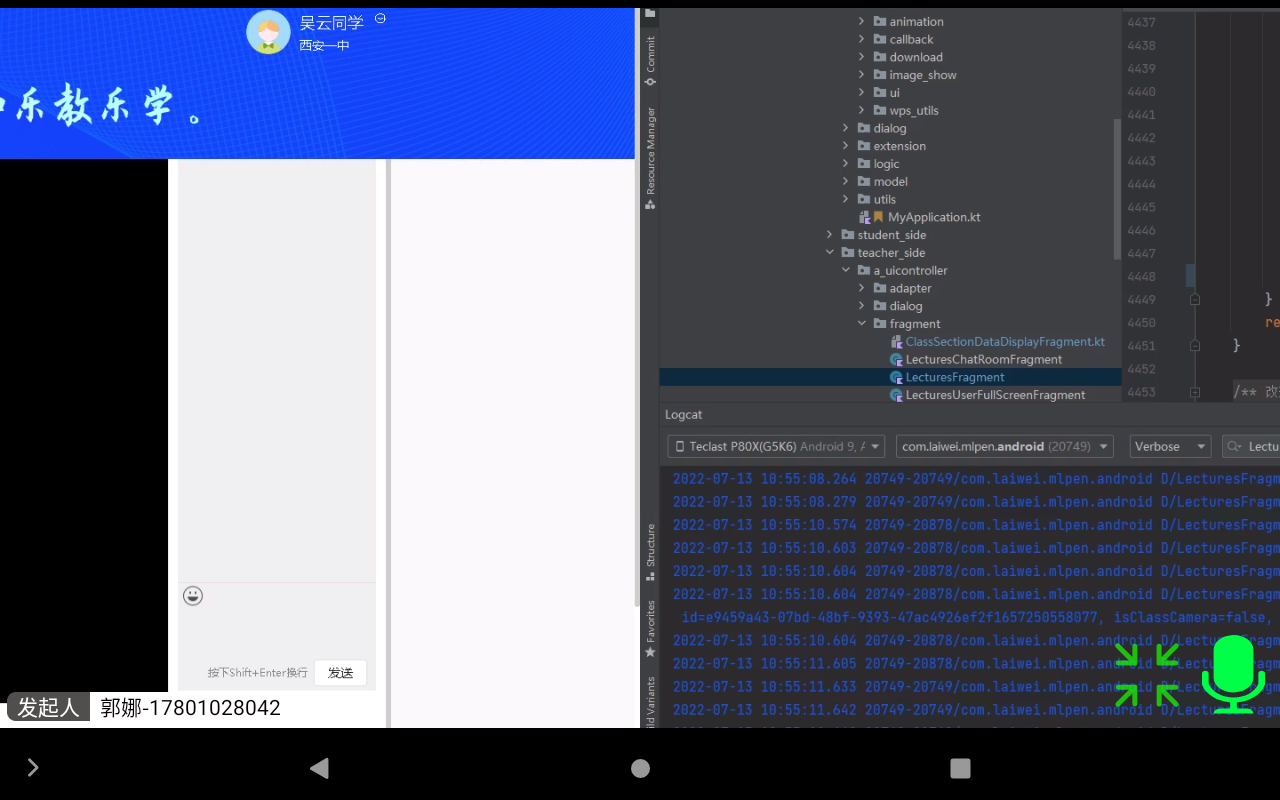 吴云同学
西安一中
乐教乐学。
按下Shift+Enter换行
发送
发起人
郭娜-17801028042
Commit
Resource Manager
Structure
Favorites
animation
callback
download
image_show
ui
wps_utils
dialog
extension
logic
model
utils
MyApplication.kt
student_side
teacher_side
a_uicontroller
adapter
dialog
fragment
ClassSectionDataDisplayFragment.kt
LecturesChatRoomFragment
LecturesFragment
LecturesUserFullScreenFragment
4437
4438
4439
4440
4441
4442
4443
4444
4445
4446
4447
4448
4449 }
4450 re
4451 }
4452
4453 /** 改
Logcat
Teclast P80X(G5K6) Android 9, com.laiwei.mlpen.android (20749) Verbose Lectu
2022-07-13 10:55:08.264 20749-20749/com.laiwei.mlpen.android D/LecturesFragm
2022-07-13 10:55:08.279 20749-20749/com.laiwei.mlpen.android D/LecturesFragm
2022-07-13 10:55:10.574 20749-20878/com.laiwei.mlpen.android D/LecturesFragm
2022-07-13 10:55:10.603 20749-20878/com.laiwei.mlpen.android D/LecturesFragm
2022-07-13 10:55:10.604 20749-20878/com.laiwei.mlpen.android D/LecturesFragm
2022-07-13 10:55:10.604 20749-20878/com.laiwei.mlpen.android D/LecturesFragm
id=e9459a43-07bd-48bf-9393-47ac4926ef2f1657250558077, isClassCamera=false,
2022-07-13 10:55:10.604 20749-20878/com.laiwei.mlpen.android D/Lectu
2022-07-13 10:55:11.605 20749-20878/com.laiwei.mlpen.android
2022-07-13 10:55:11.633 20749-20878/com.laiwei.mlpen.android
2022-07-13 10:55:11.642 20749-20878/com.laiwei.mlpen.android D/Lectu